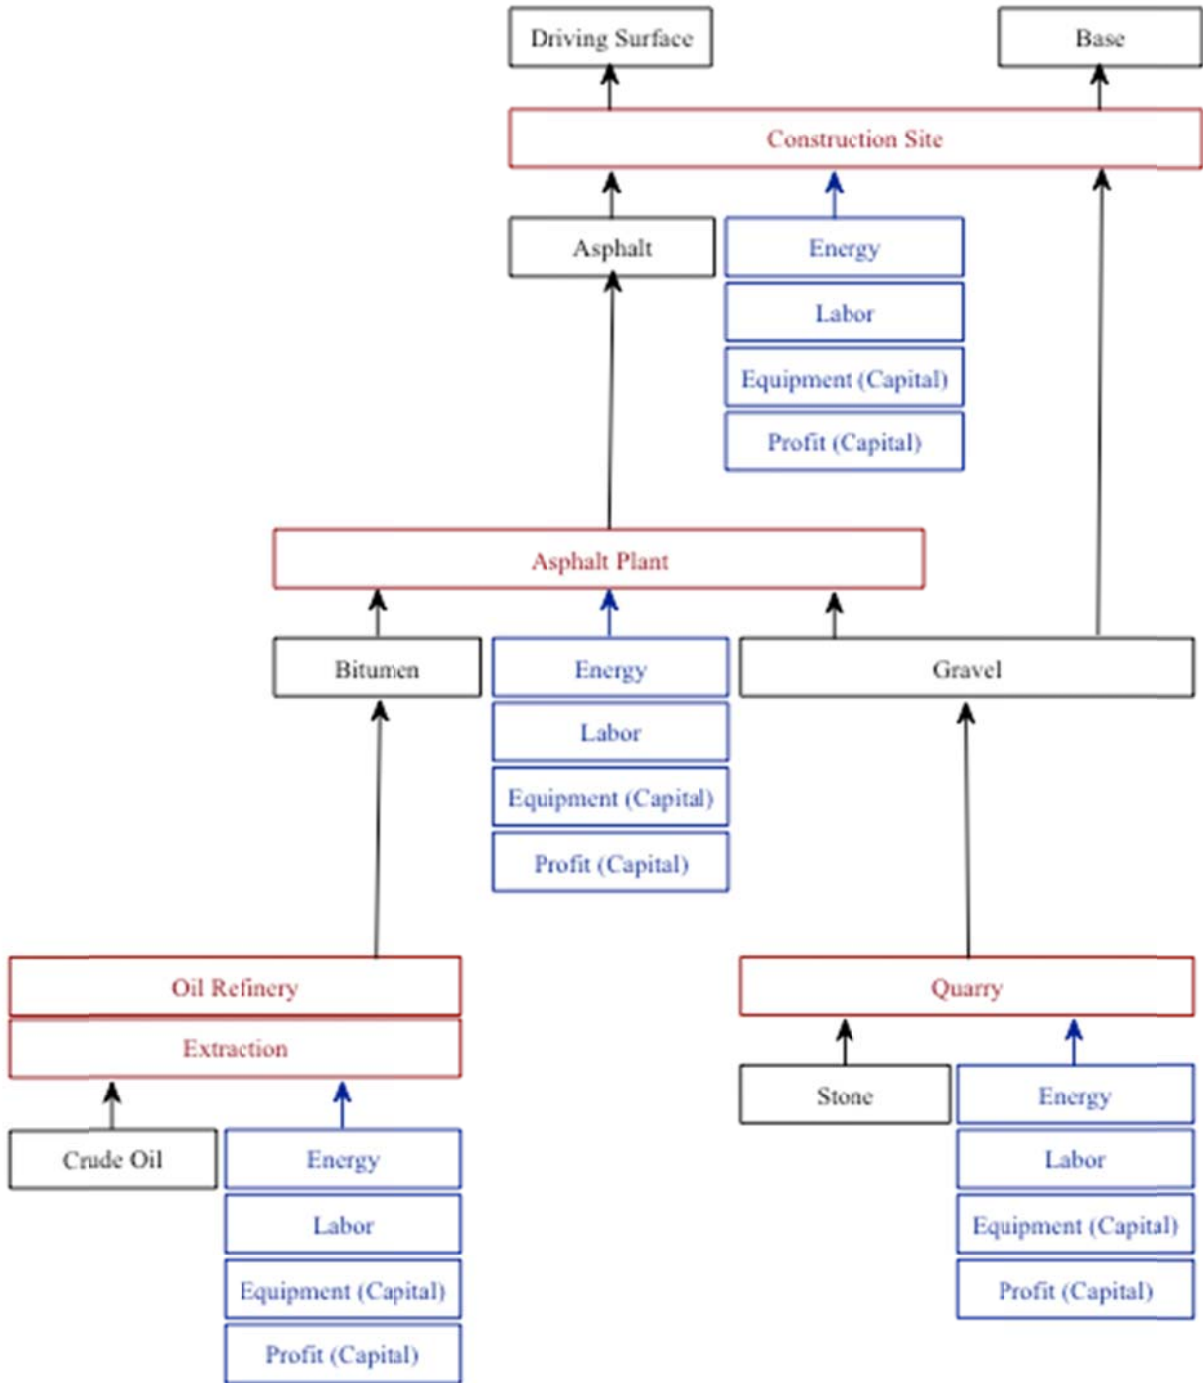 Driving Surface
Base
Construction Site
Asphalt
Energy
Labor
Equipment (Capital)
Profit (Capital)
Asphalt Plant
Bitumen
Energy
Gravel
Labor
Equipment (Capital)
Profit (Capital)
Oil Refinery
Quarry
Extraction
Stone
Energy
Crude Oil
Energy
Labor
Labor
Equipment (Capital)
Equipment (Capital)
Profit (Capital)
Profit (Capital)